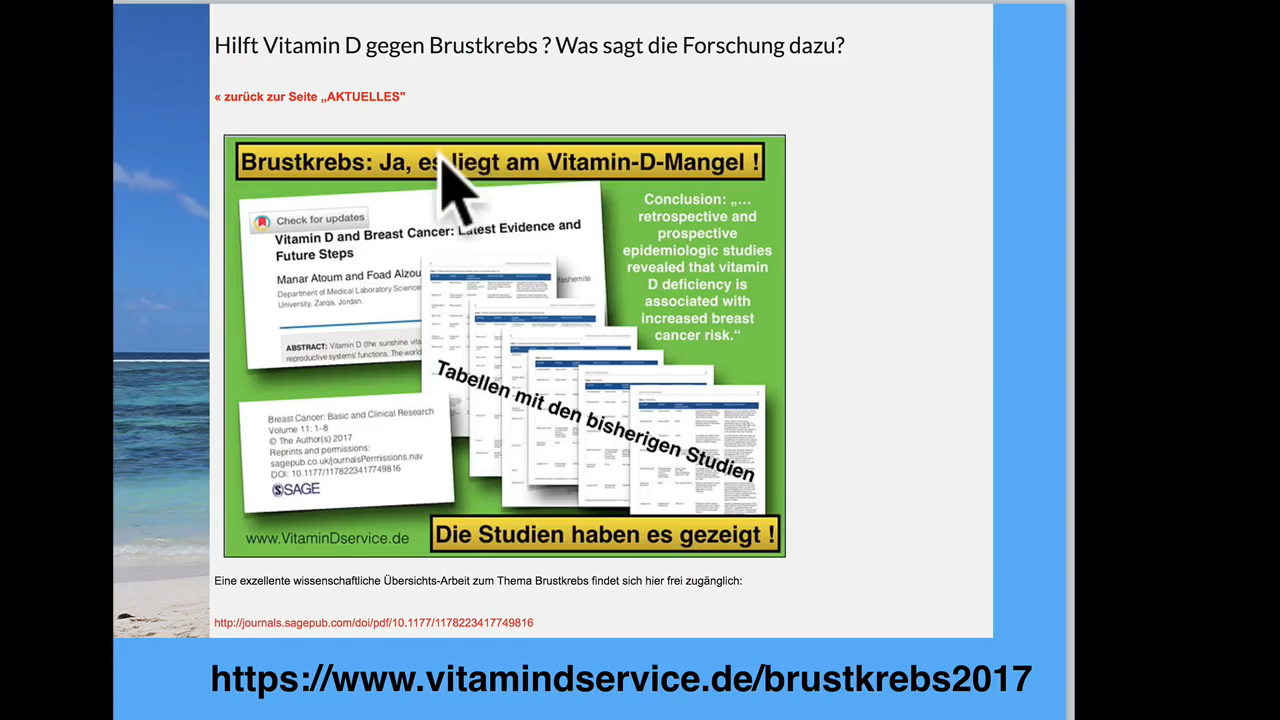 Hilft Vitamin D gegen Brustkrebs ? Was sagt die Forschung dazu?
« zurück zur Seite „AKTUELLES"
Brustkrebs: Ja, es liegt am Vitamin-D-Mangel !
Check for updates
Vitamin D and Breast Cancer: Latest Evidence and
Future Steps
Manar Atoum and Foad Alzou
Department of Medical Laboratory Science
Hashemite
University, Zarqa, Jordan.
ABSTRACT: Vitamin D (the sunshine vita
reproductive systems' functions. The world
Conclusion: „…
retrospective and
prospective
epidemiologic studies
revealed that vitamin
D deficiency is
associated with
increased breast
cancer risk.“
Tabellen mit den bisherigen Studien
Breast Cancer: Basic and Clinical Research
Volume 11: 1–8
© The Author(s) 2017
Reprints and permissions:
sagepub.co.uk/journalsPermissions.nav
DOI: 10.1177/1178223417749816
SAGE
www.VitaminDservice.de
Die Studien haben es gezeigt !
Eine exzellente wissenschaftliche Übersichts-Arbeit zum Thema Brustkrebs findet sich hier frei zugänglich:
http://journals.sagepub.com/doi/pdf/10.1177/1178223417749816
https://www.vitamindservice.de/brustkrebs2017